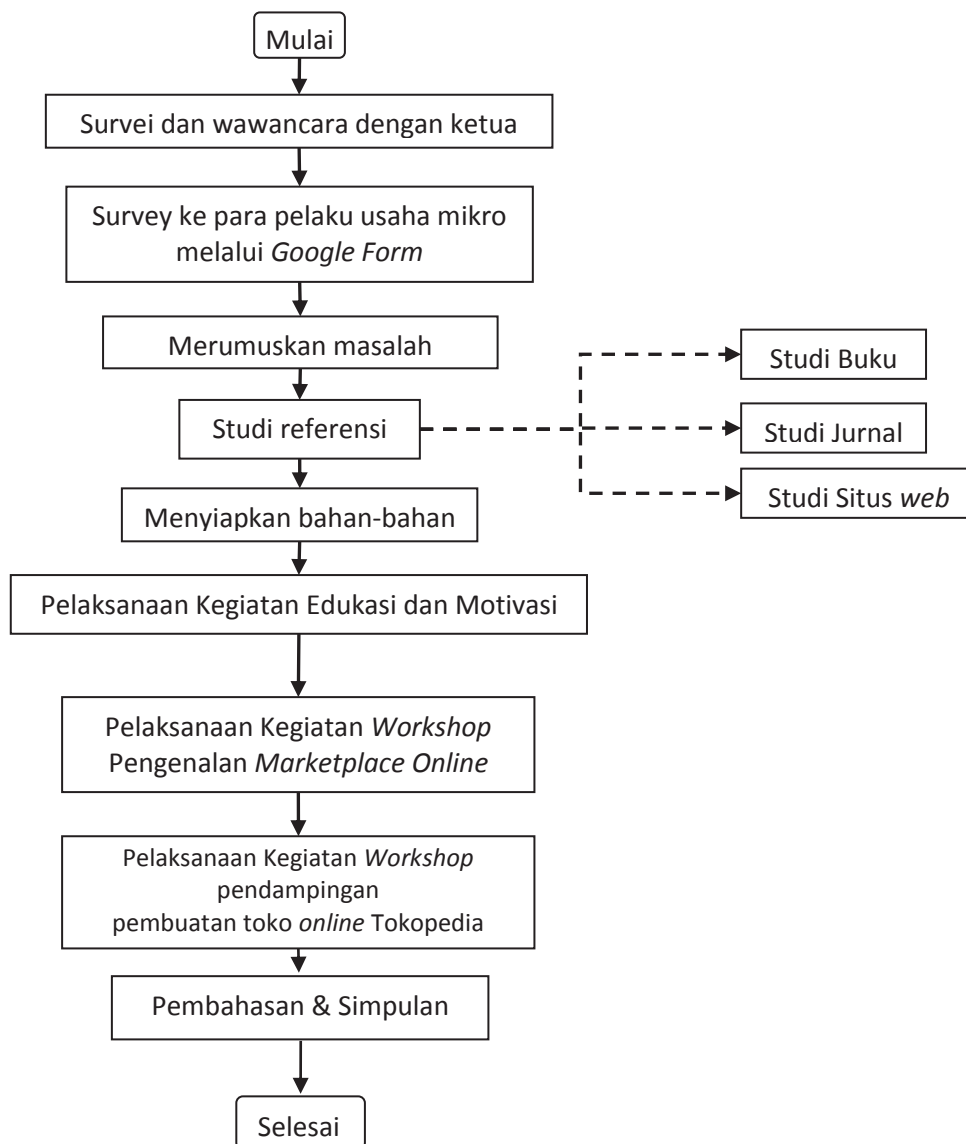 Mulai
Survei dan wawancara dengan ketua
Survey ke para pelaku usaha mikro
melalui Google Form
Merumuskan masalah
Studi referensi
Studi Buku
Studi Jurnal
Studi Situs web
Menyiapkan bahan-bahan
Pelaksanaan Kegiatan Edukasi dan Motivasi
Pelaksanaan Kegiatan Workshop
Pengenalan Marketplace Online
Pelaksanaan Kegiatan Workshop
pendampingan
pembuatan toko online Tokopedia
Pembahasan & Simpulan
Selesai